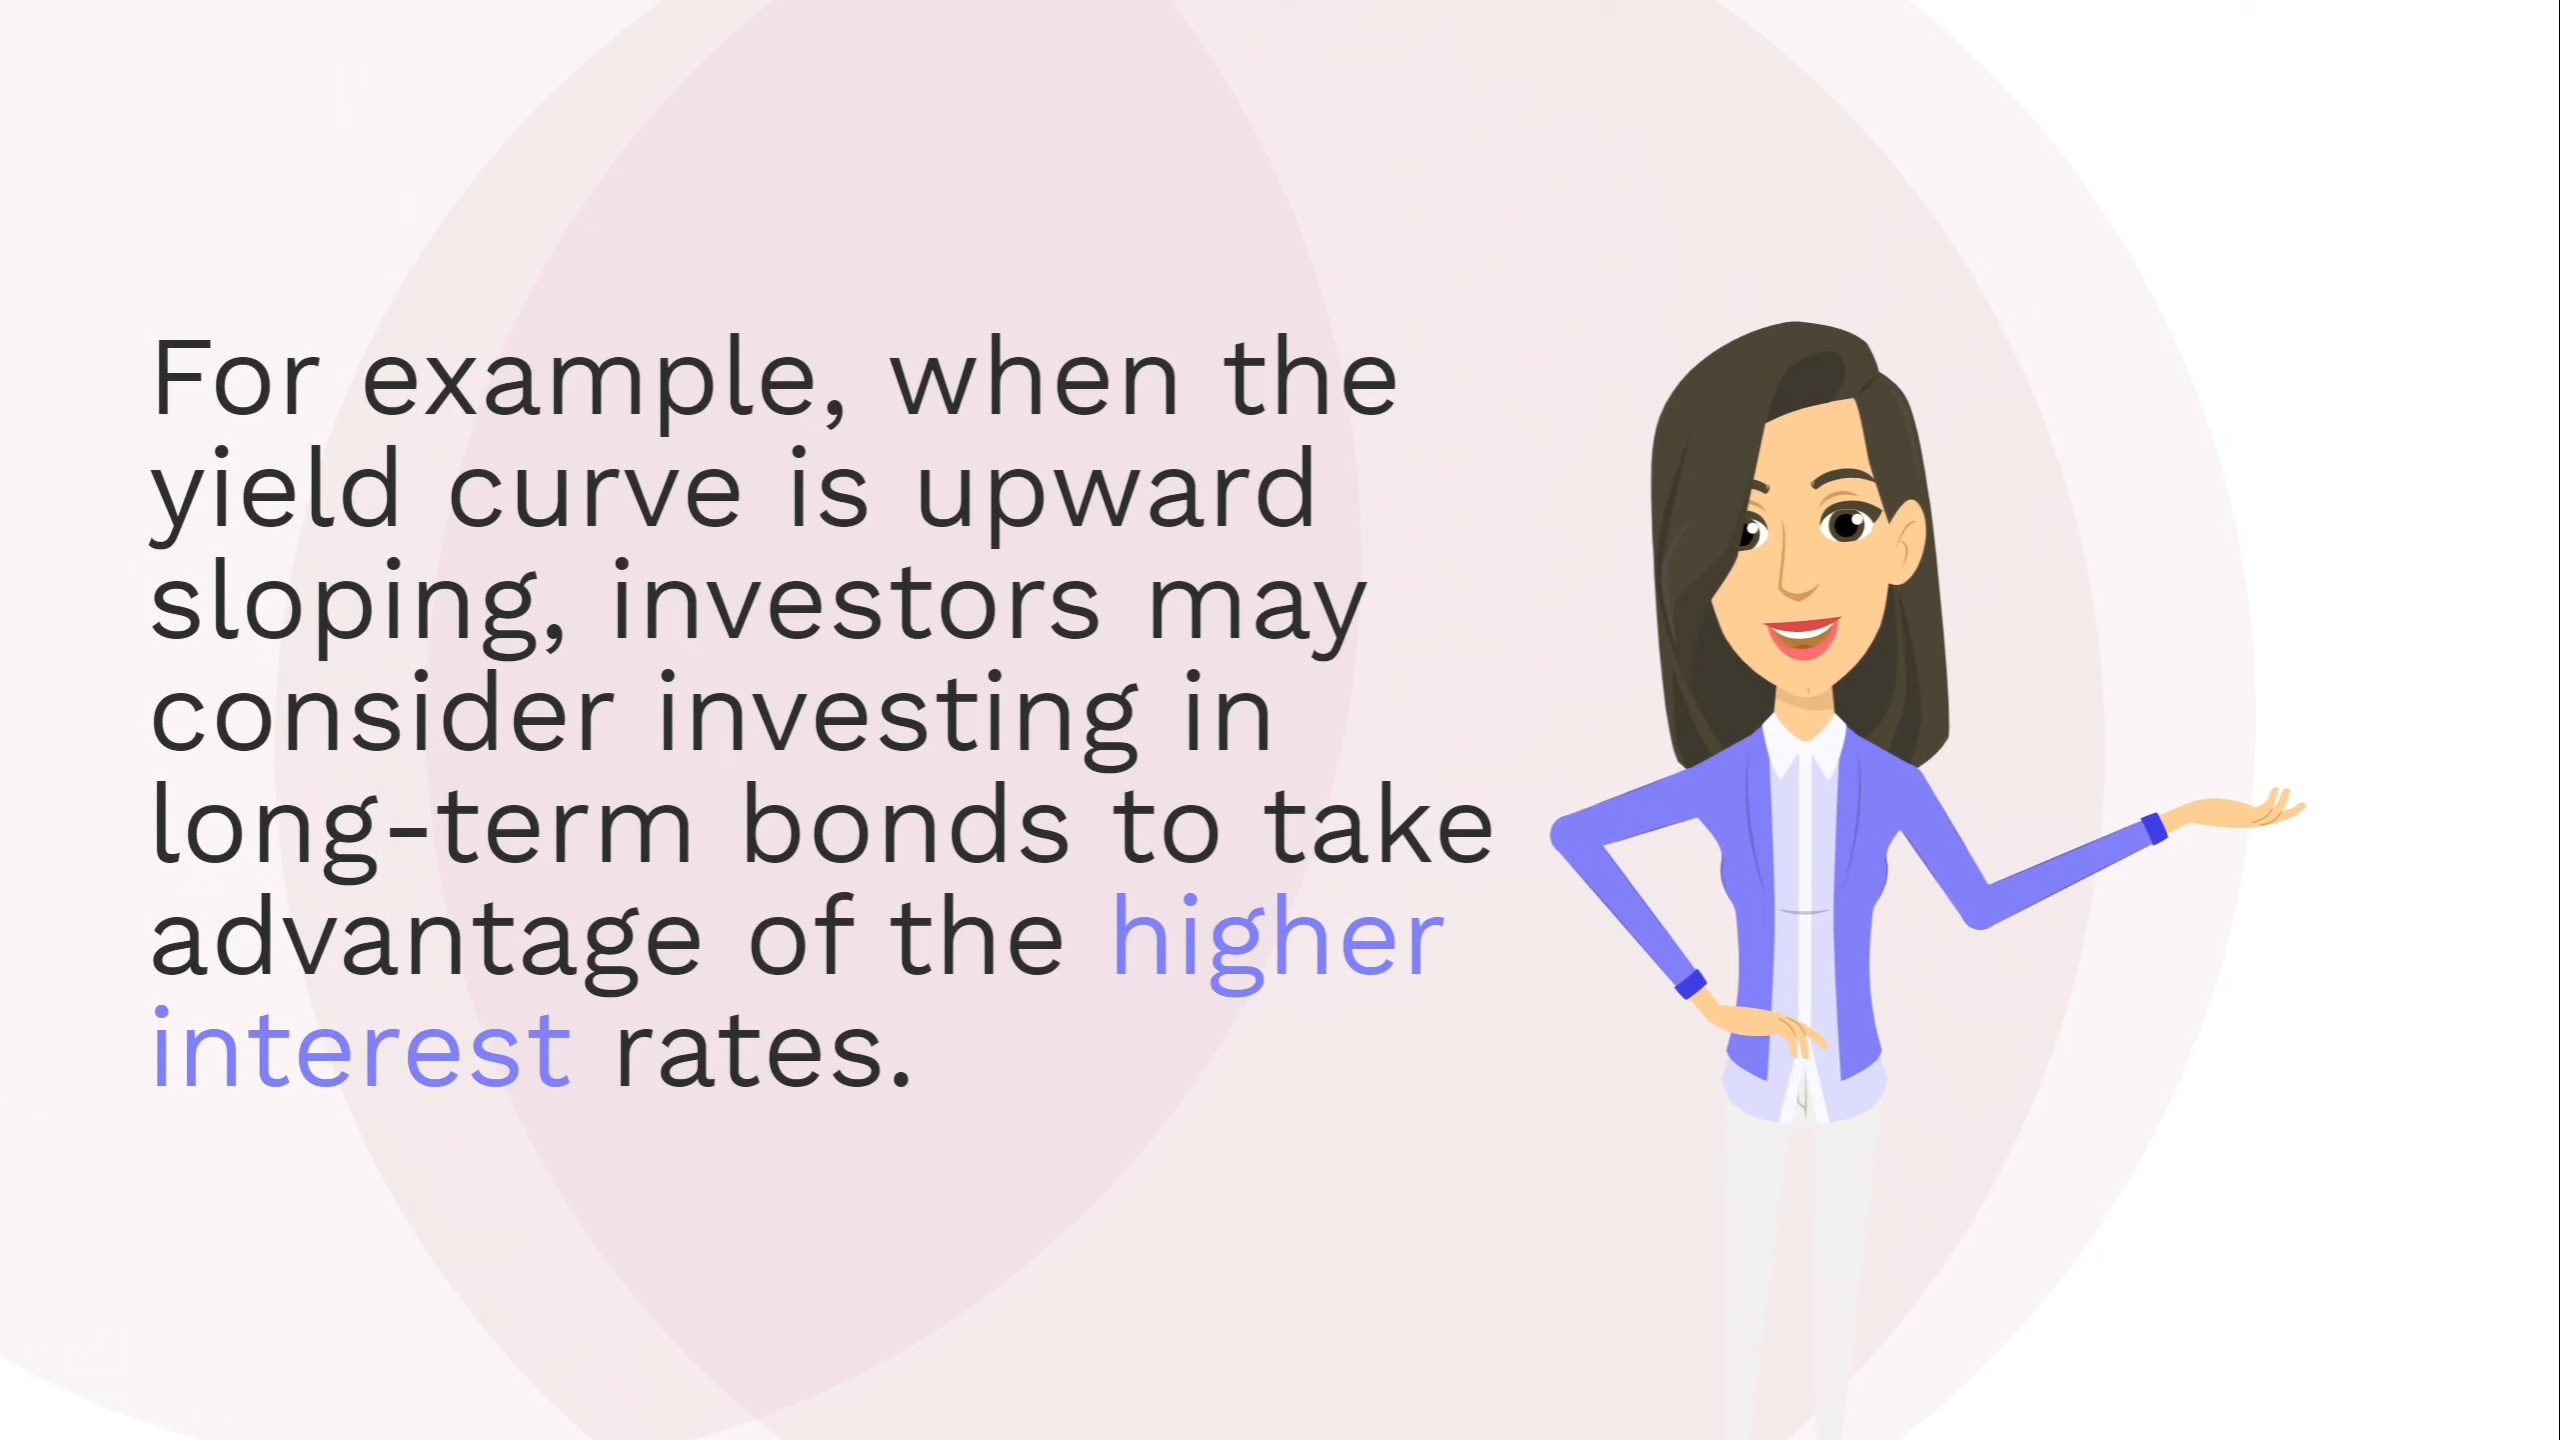 For example, when the
yield curve is upward
sloping, investors may
consider investing in
long-term bonds to take
advantage of the higher
interest rates.